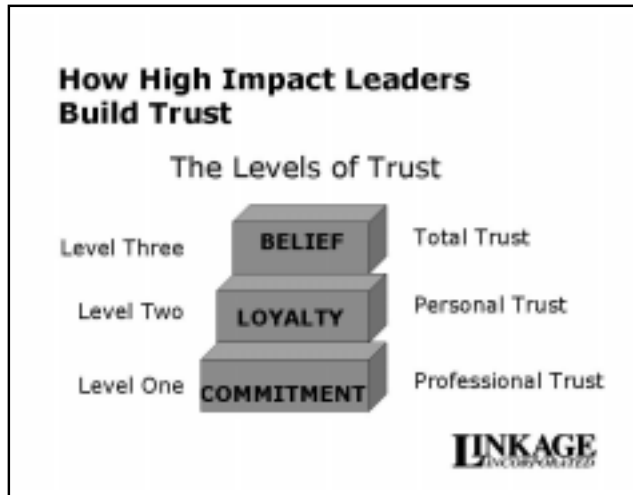 How High Impact Leaders
Build Trust
The Levels of Trust
Level Three BELIEF Total Trust
Level Two LOYALTY Personal Trust
Level One COMMITMENT Professional Trust
LINKAGE
INCORPORATED